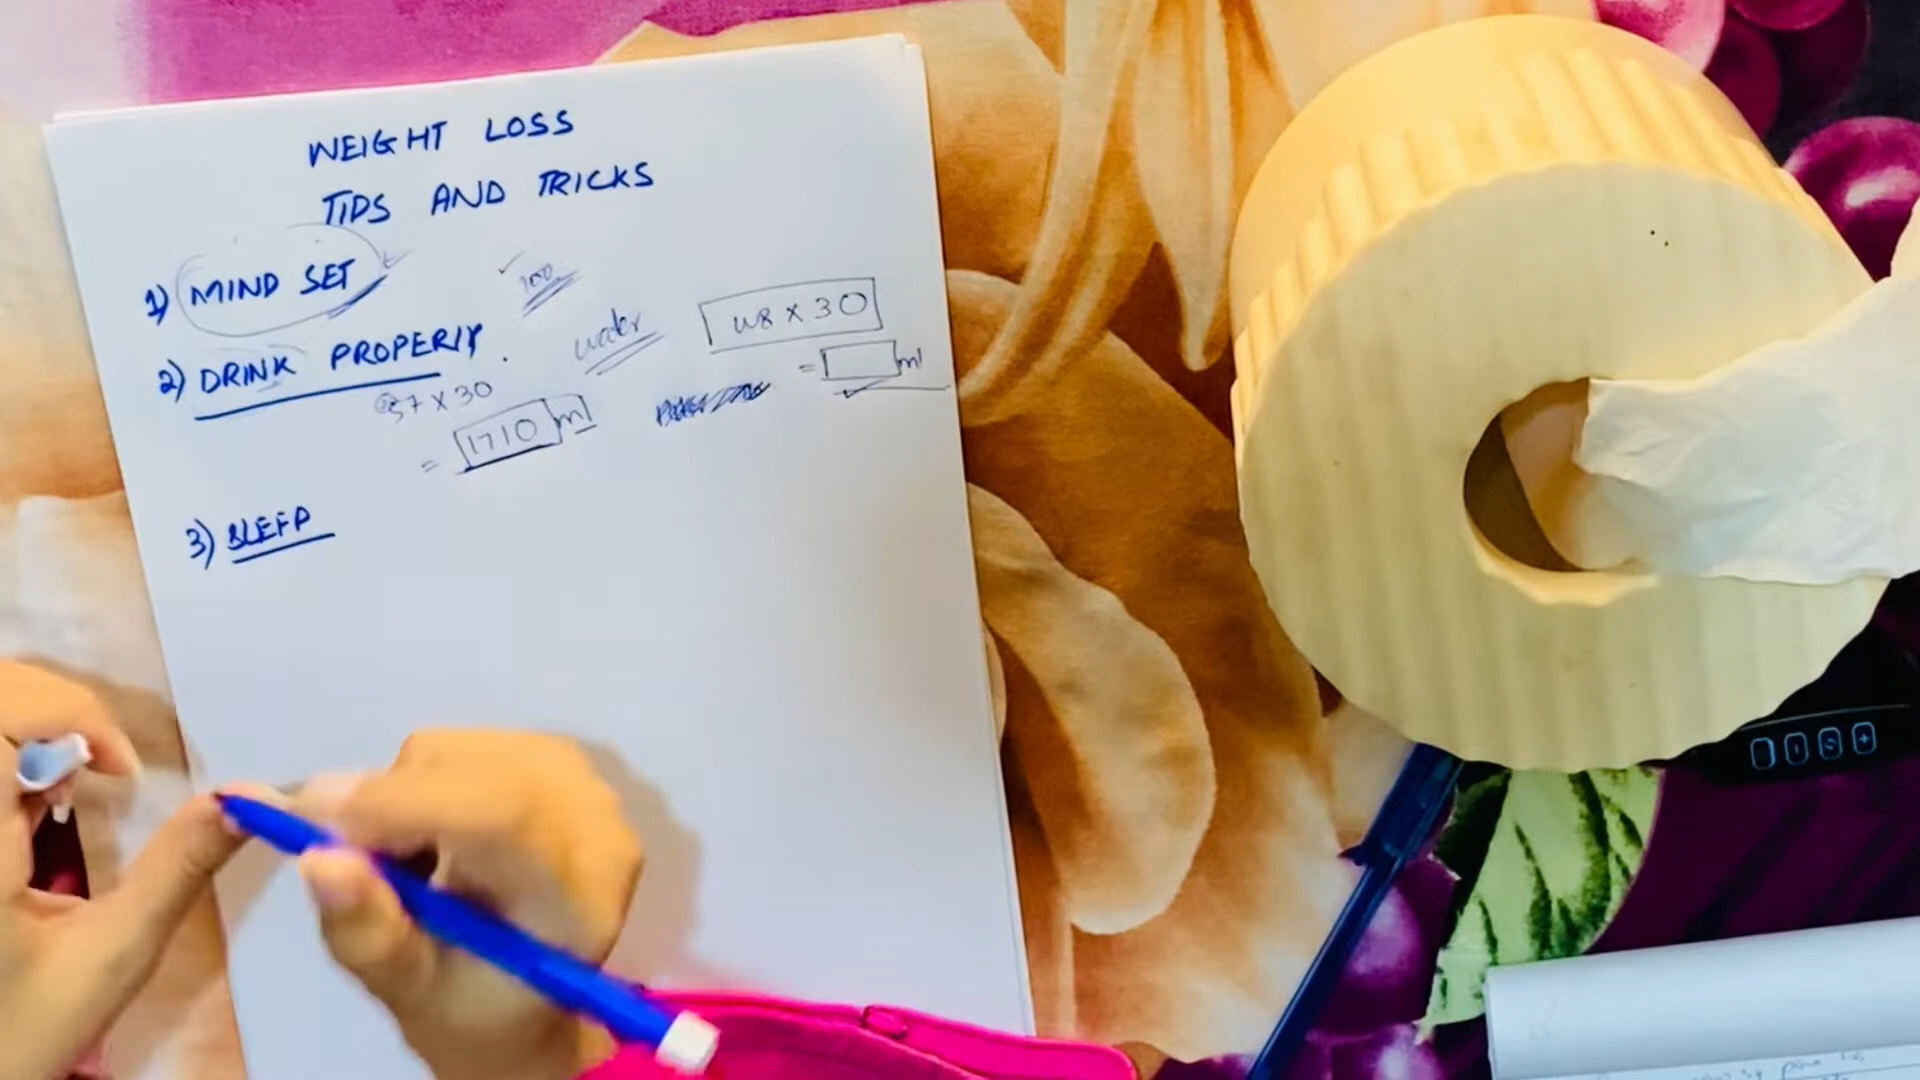 WEIGHT LOSS
TIPS AND TRICKS
1) MIND SET
2) DRINK PROPERLY.
water
W8 X 30
= ml
57 X 30
= 1710 ml
3) SLEEP